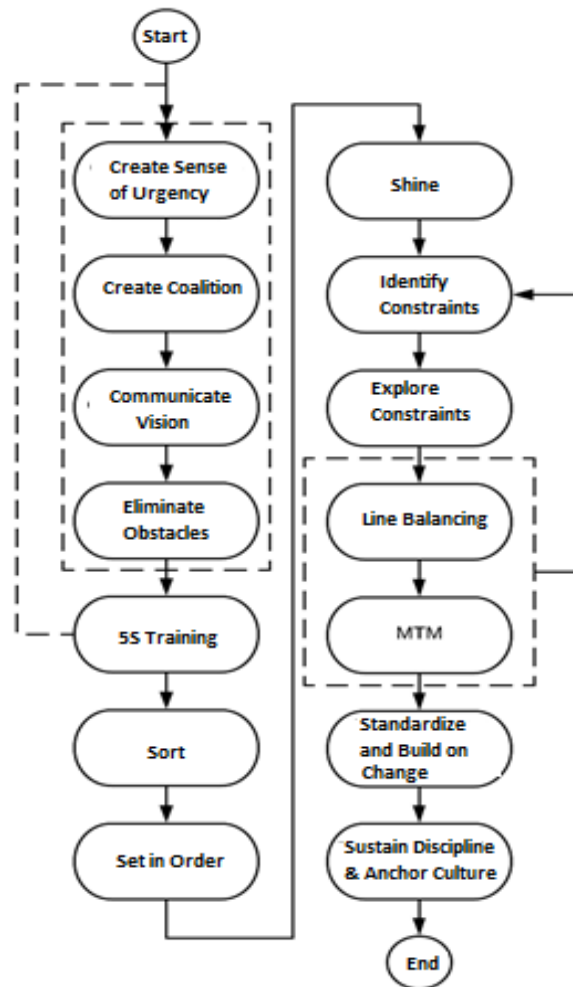 Start
Create Sense
of Urgency
Create Coalition
Communicate
Vision
Eliminate
Obstacles
5S Training
Sort
Set in Order
Shine
Identify
Constraints
Explore
Constraints
Line Balancing
MTM
Standardize
and Build on
Change
Sustain Discipline
& Anchor Culture
End